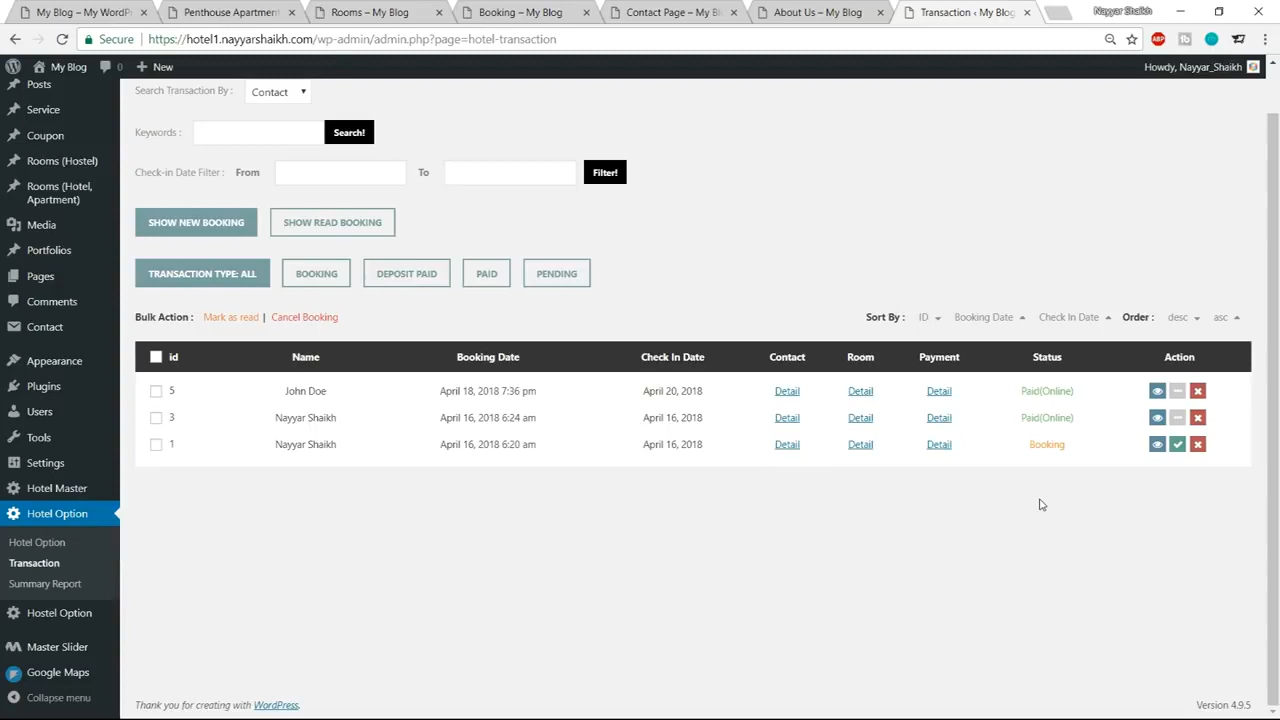 My Blog – My WordP
Penthouse Apartment
Rooms – My Blog
Booking – My Blog
Contact Page – My Bl
About Us – My Blog
Transaction ‹ My Blog
Nayyar Shaikh
Secure
https://hotel1.nayyarshaikh.com/wp-admin/admin.php?page=hotel-transaction
ABP
My Blog
0
New
Howdy, Nayyar_Shaikh
Posts
Service
Coupon
Rooms (Hostel)
Rooms (Hotel,
Apartment)
Media
Portfolios
Pages
Comments
Contact
Appearance
Plugins
Users
Tools
Settings
Hotel Master
Hotel Option
Hotel Option
Transaction
Summary Report
Hostel Option
Master Slider
Google Maps
Collapse menu
Search Transaction By : Contact
Keywords : Search!
Check-in Date Filter : From To Filter!
SHOW NEW BOOKING SHOW READ BOOKING
TRANSACTION TYPE: ALL BOOKING DEPOSIT PAID PAID PENDING
Bulk Action : Mark as read | Cancel Booking Sort By : ID Booking Date Check In Date Order : desc asc
id Name Booking Date Check In Date Contact Room Payment Status Action
5 John Doe April 18, 2018 7:36 pm April 20, 2018 Detail Detail Detail Paid(Online)
3 Nayyar Shaikh April 16, 2018 6:24 am April 16, 2018 Detail Detail Detail Paid(Online)
1 Nayyar Shaikh April 16, 2018 6:20 am April 16, 2018 Detail Detail Detail Booking
Thank you for creating with WordPress.
Version 4.9.5